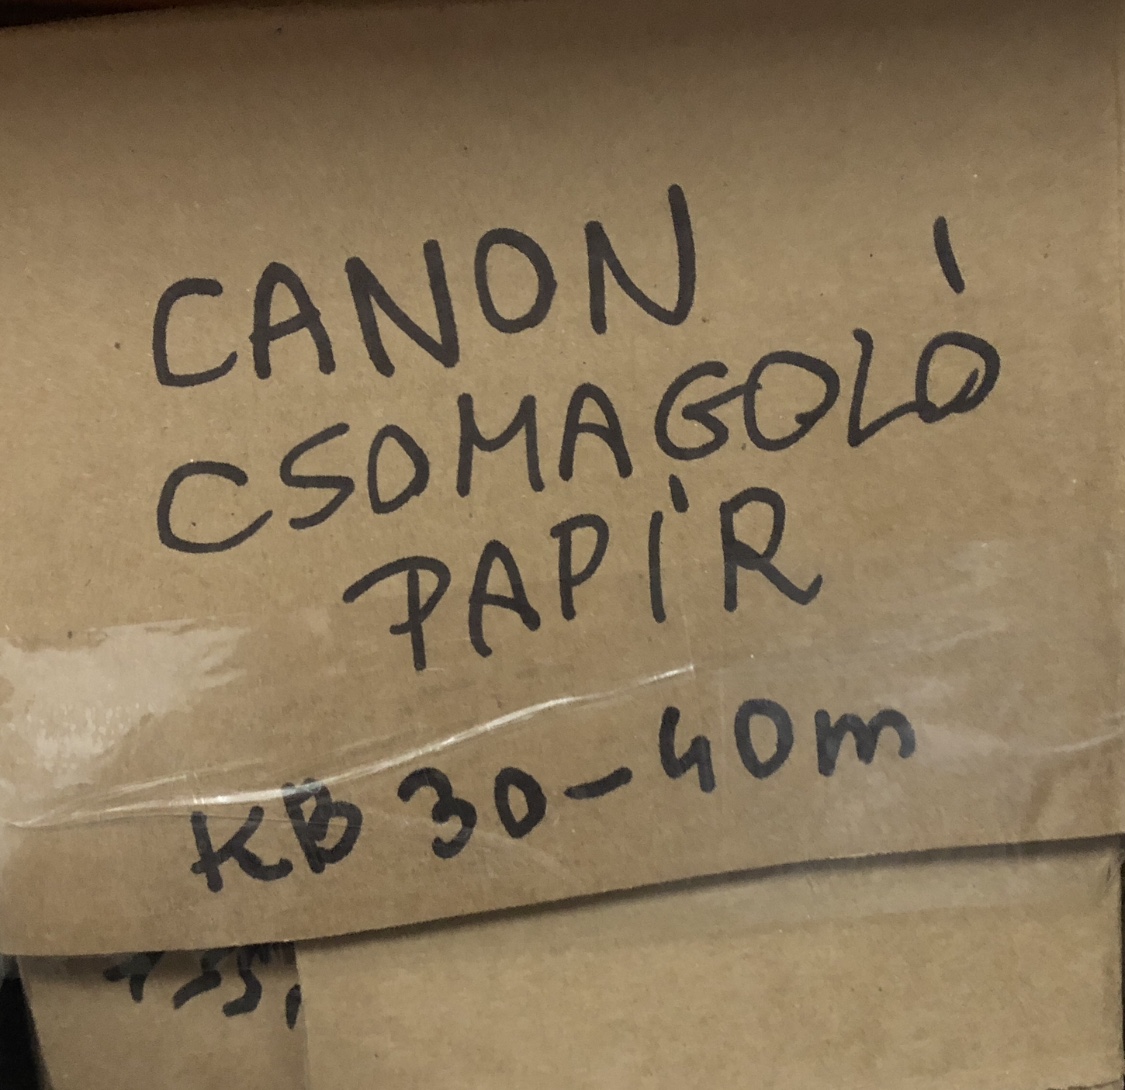 CANON
CSOMAGOLÓ
PAPÍR
KB 30-40m